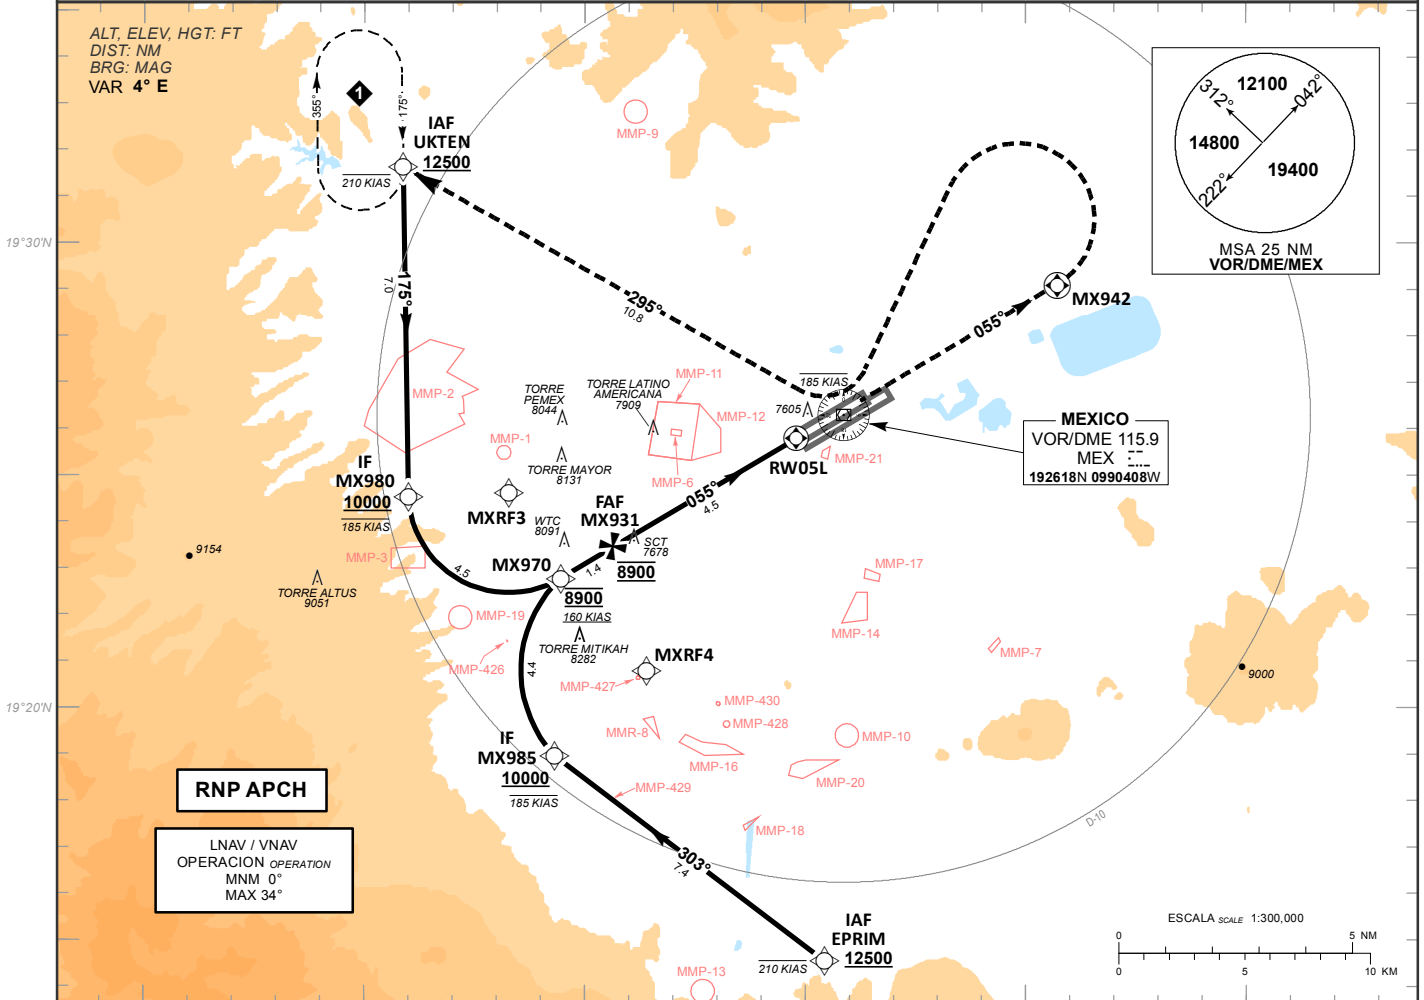 ALT, ELEV, HGT: FT
DIST: NM
BRG: MAG
VAR 4° E
1
355°
175°
IAF
UKTEN
12500
210 KIAS
MMP-9
312°
12100
042°
14800
19400
222°
MSA 25 NM
VOR/DME/MEX
19°30'N
175°
7.0
295°
10.8
055°
MX942
MMP-2
TORRE
PEMEX
8044
TORRE LATINO
AMERICANA
7909
MMP-11
MMP-12
185 KIAS
7605
MEXICO
VOR/DME 115.9
MEX
192618N 0990408W
MMP-1
TORRE MAYOR
8131
MMP-6
MMP-21
RW05L
IF
MX980
10000
185 KIAS
MXRF3
FAF
MX931
055°
4.5
WTC
8091
SCT
7678
8900
9154
MMP-3
4.5
MX970
1.4
8900
160 KIAS
TORRE ALTUS
9051
MMP-19
MMP-17
MMP-14
MMP-7
TORRE MITIKAH
8282
MMP-426
4.4
MXRF4
MMP-427
9000
19°20'N
MMP-430
MMP-428
MMR-8
MMP-10
MMP-16
MMP-20
IF
MX985
10000
185 KIAS
MMP-429
RNP APCH
MMP-18
D-10
LNAV / VNAV
OPERACION OPERATION
MNM 0°
MAX 34°
303°
7.4
IAF
EPRIM
12500
210 KIAS
MMP-13
ESCALA SCALE 1:300,000
0 5 NM
0 5 10 KM